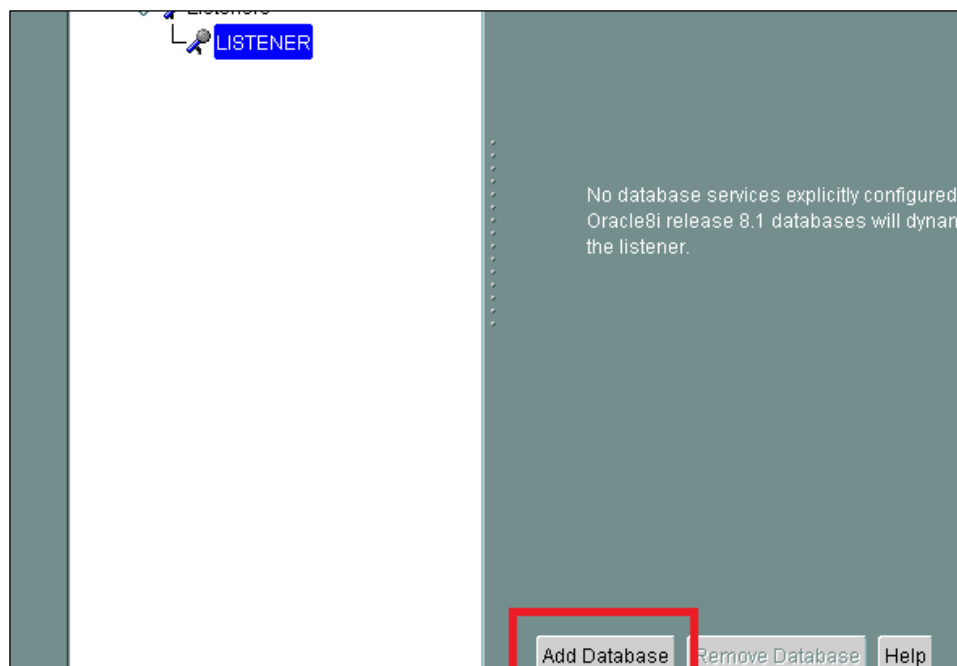 Listeners
LISTENER
No database services explicitly configured
Oracle8i release 8.1 databases will
the listener.
Add Database
Remove Database
Help